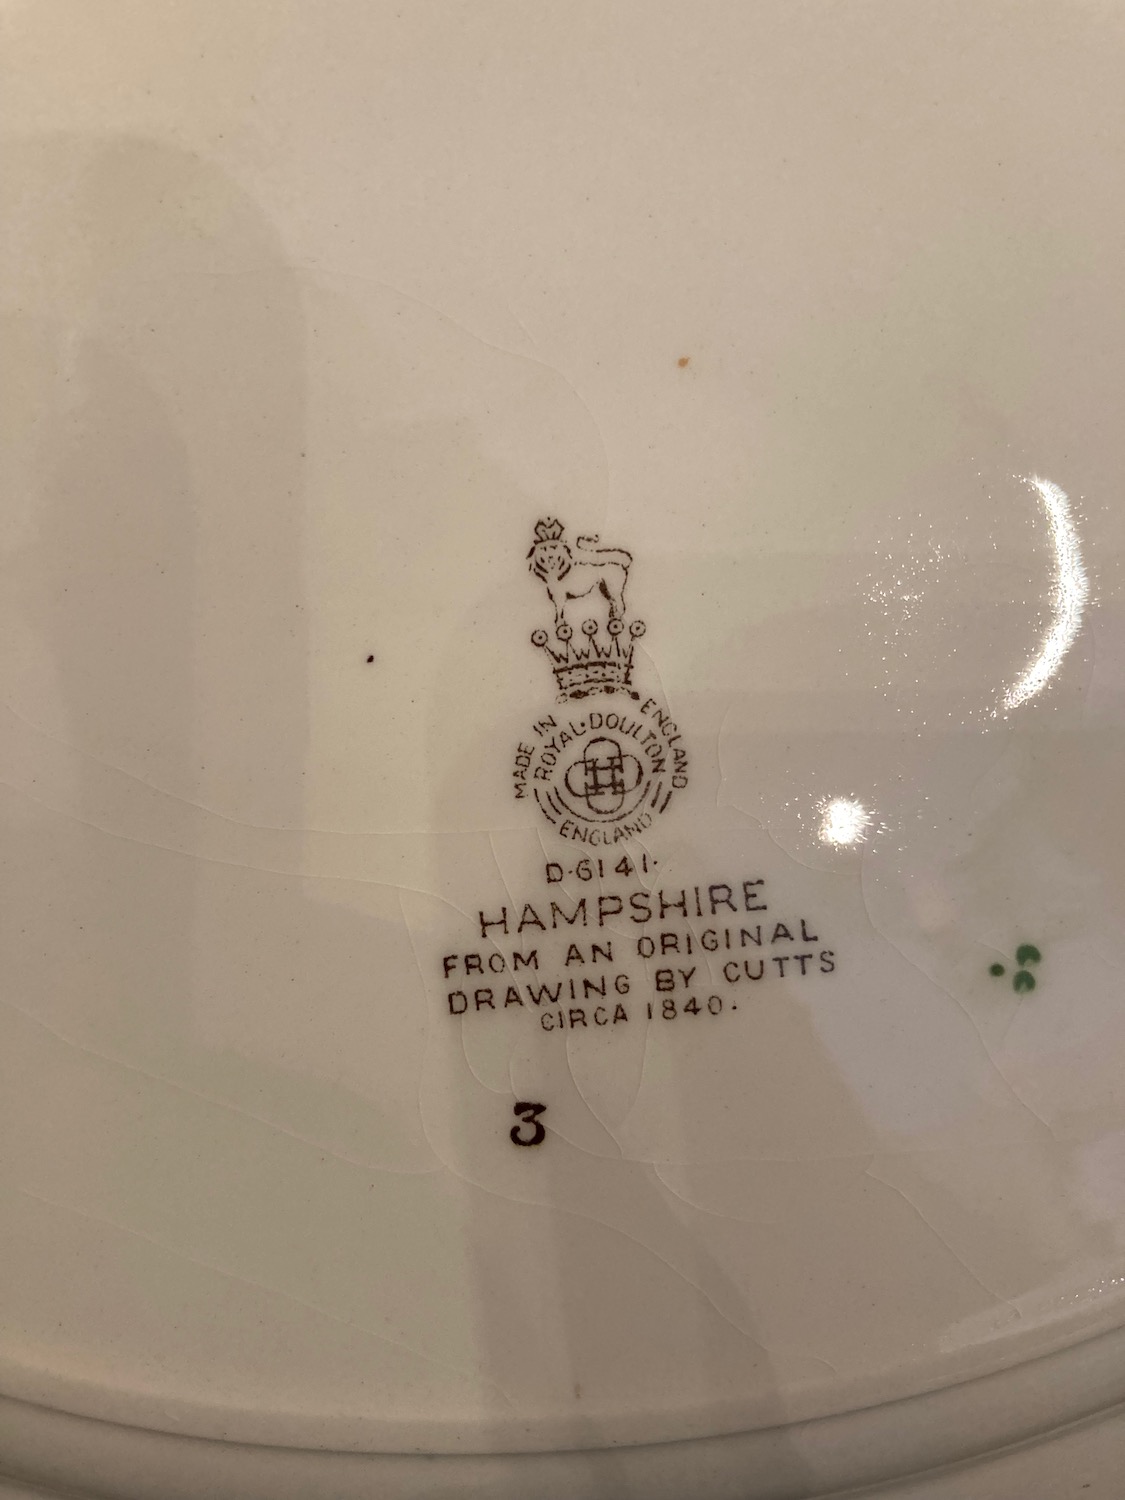 MADE IN ENGLAND
ROYAL·DOULTON
ENGLAND
D·6141·
HAMPSHIRE
FROM AN ORIGINAL
DRAWING BY CUTTS
CIRCA 1840.
3